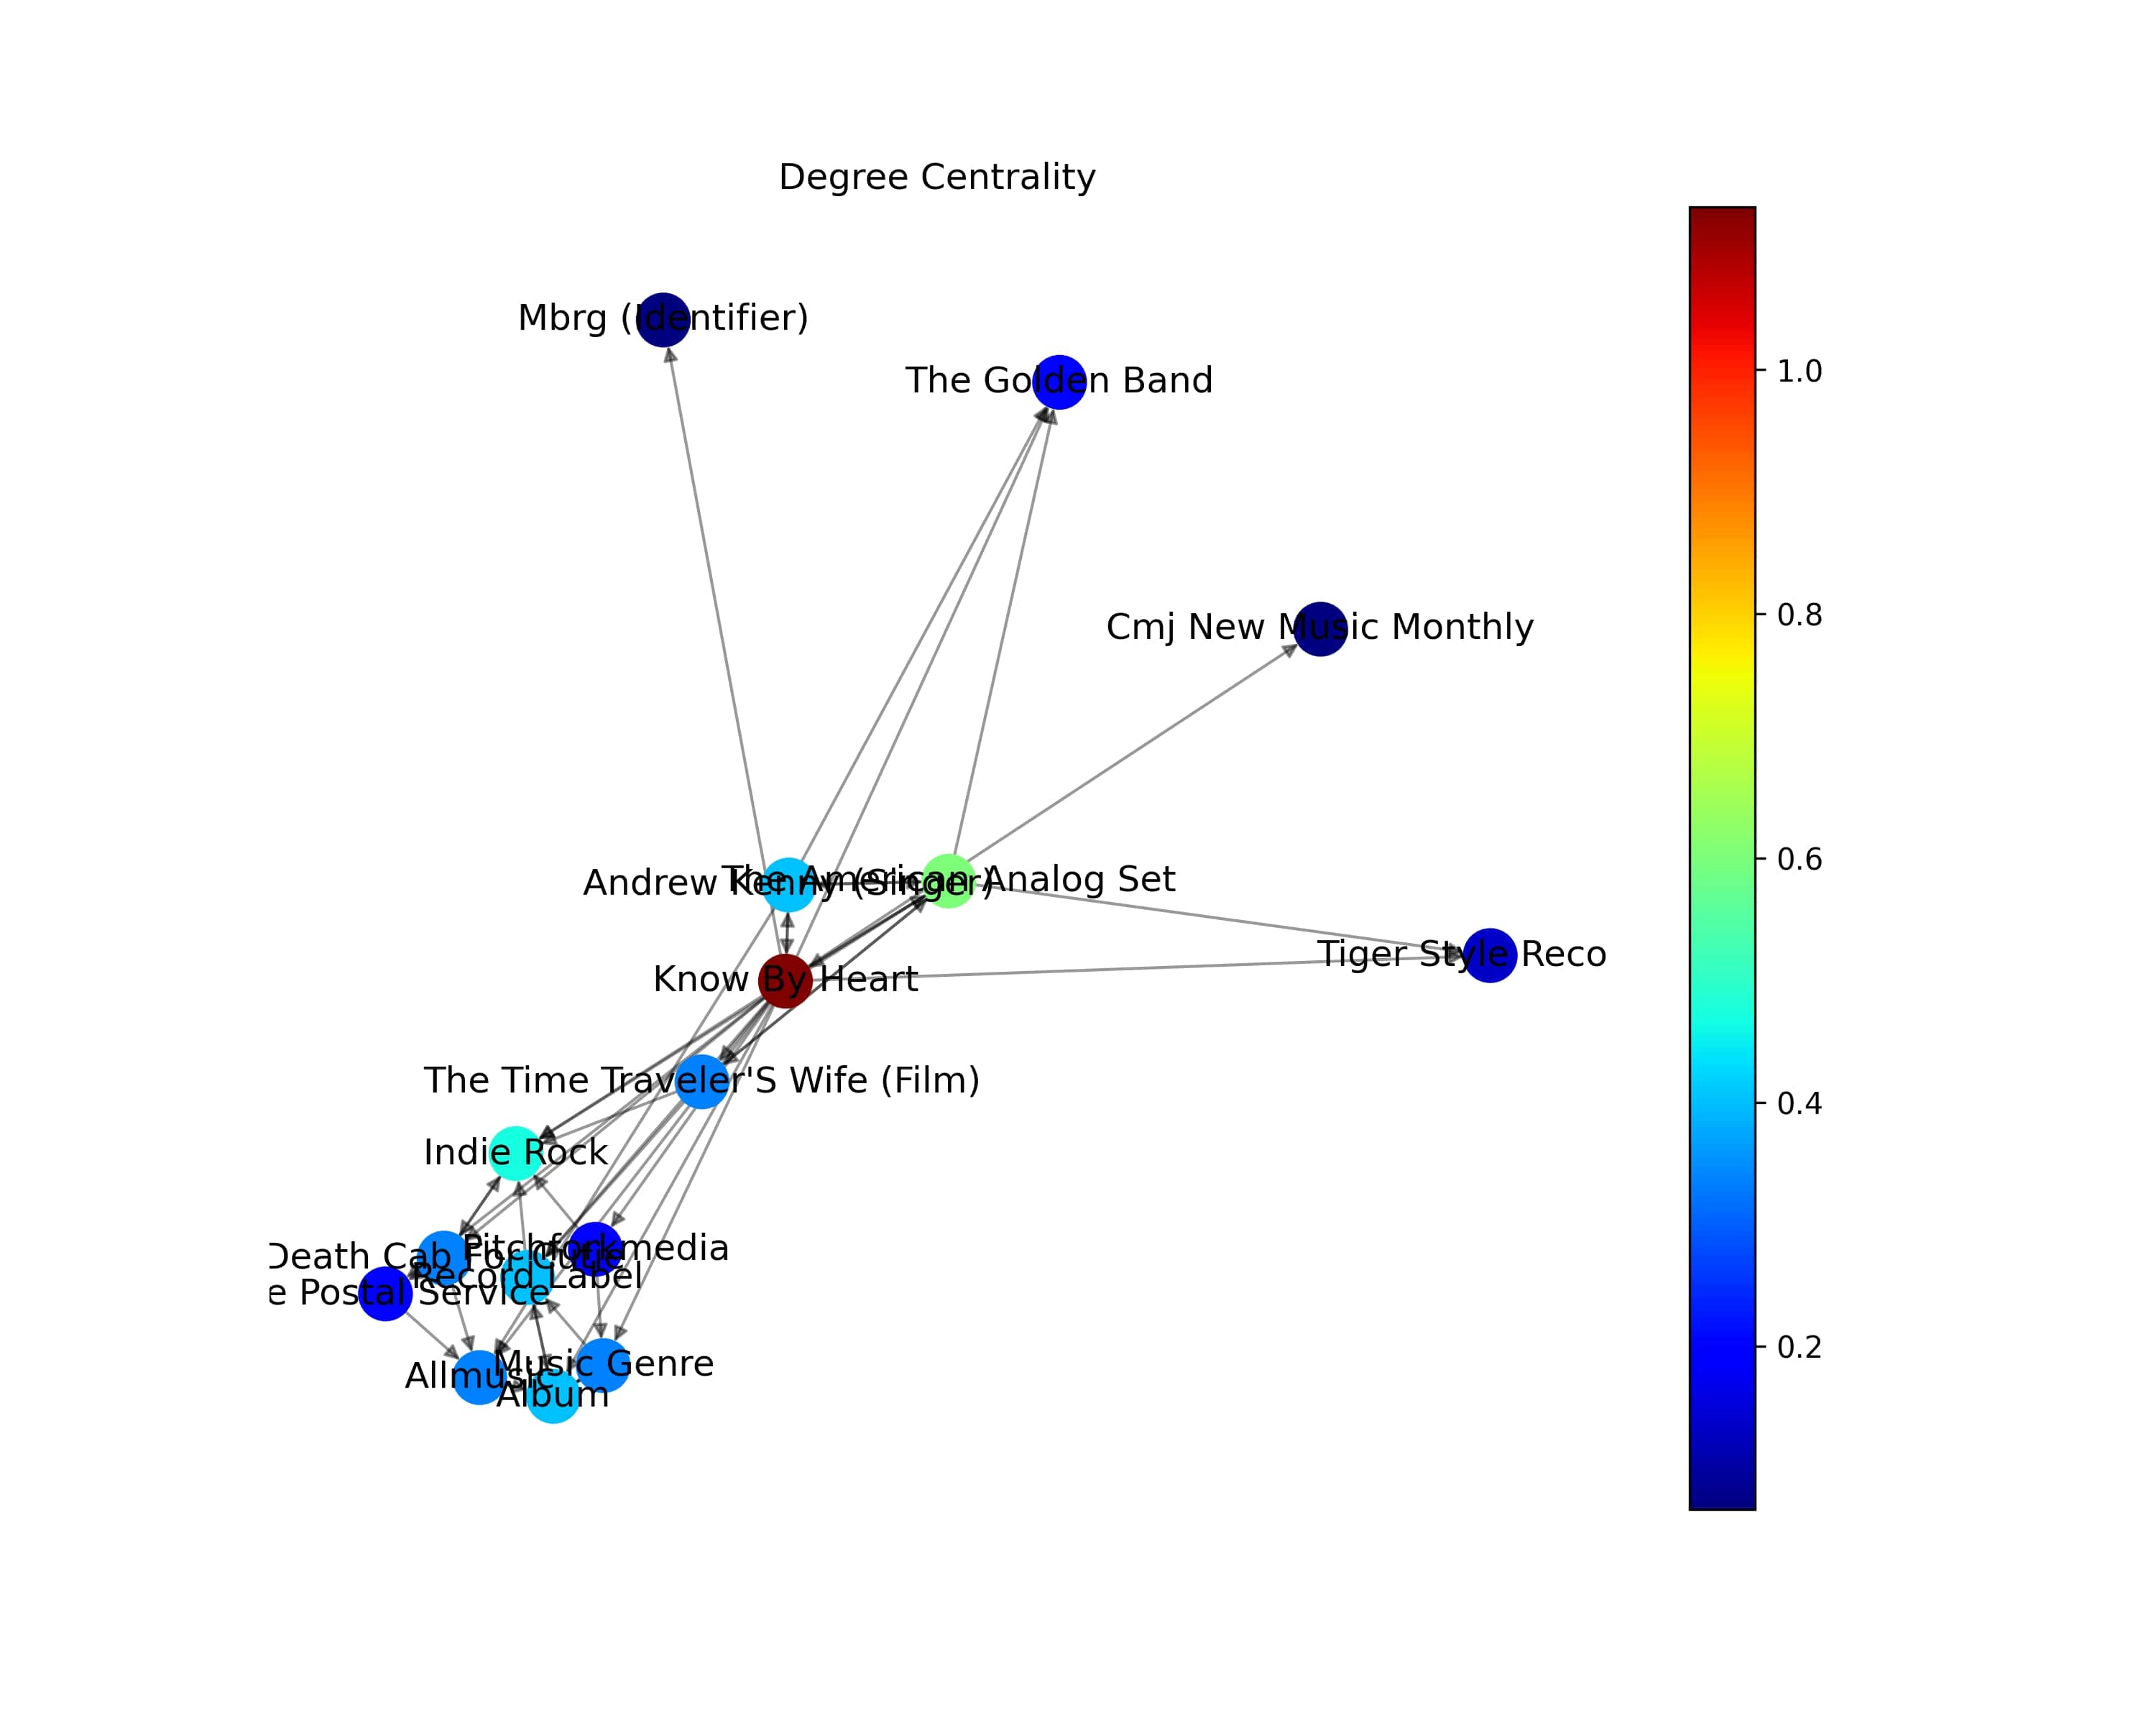 Degree Centrality
Mbrg (Identifier)
The Golden Band
Cmj New Music Monthly
Andrew Kenny (Singer)
The American Analog Set
Tiger Style Reco
Know By Heart
The Time Traveler'S Wife (Film)
Indie Rock
Pitchforkmedia
Death Cab For Cutie
Record Label
e Postal Service
Music Genre
Allmusic
Album
1.0
0.8
0.6
0.4
0.2